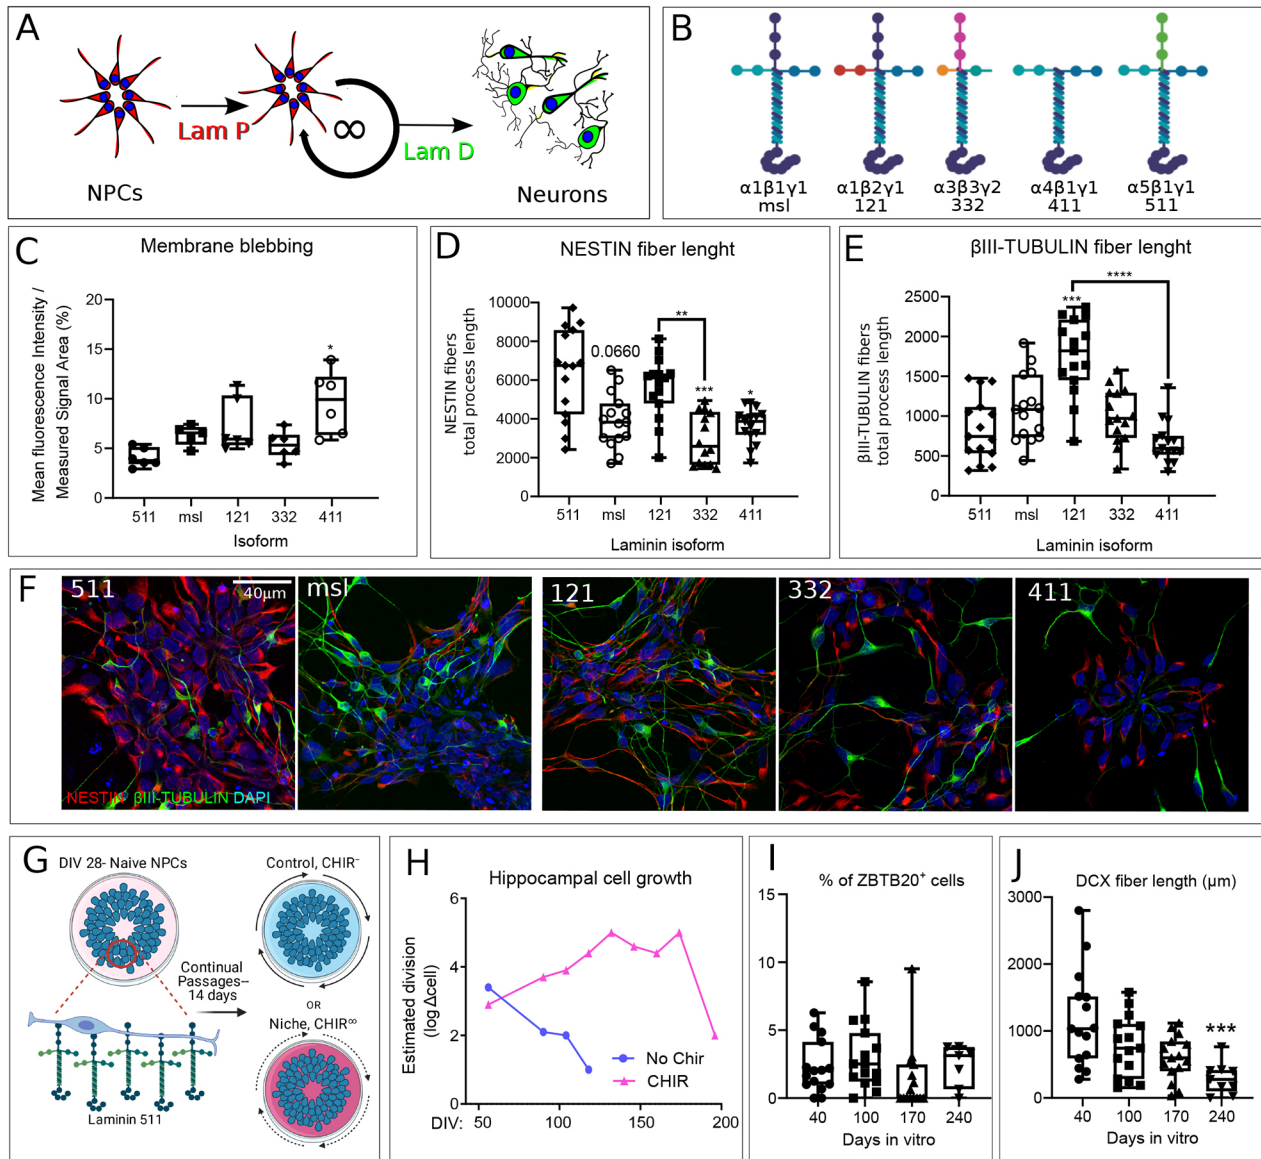 A
Lam P
∞
Lam D
NPCs
Neurons
B
α1β1γ1
msl
α1β2γ1
121
α3β3γ2
332
α4β1γ1
411
α5β1γ1
511
C
Membrane blebbing
Mean fluorescence Intensity /
Measured Signal Area (%)
20
15
10
5
0
*
511 msl 121 332 411
Isoform
D
NESTIN fiber lenght
NESTIN fibers
total process length
10000
8000
6000
4000
2000
0
0.0660
**
***
*
511 msl 121 332 411
Laminin isoform
E
βIII-TUBULIN fiber lenght
βIII-TUBULIN fibers
total process length
2500
2000
1500
1000
500
0
***
****
511 msl 121 332 411
Laminin isoform
F
511
40μm
msl
121
332
411
NESTIN βIII-TUBULIN DAPI
G
DIV 28- Naive NPCs
Control, CHIR⁻
Continual
Passages--
14 days
OR
Niche, CHIR∞
Laminin 511
H
Hippocampal cell growth
Estimated division
(log Δcell)
6
4
2
0
No Chir
CHIR
DIV: 50 100 150 200
I
% of ZBTB20⁺ cells
15
10
5
0
40 100 170 240
Days in vitro
J
DCX fiber length (μm)
3000
2000
1000
0
***
40 100 170 240
Days in vitro